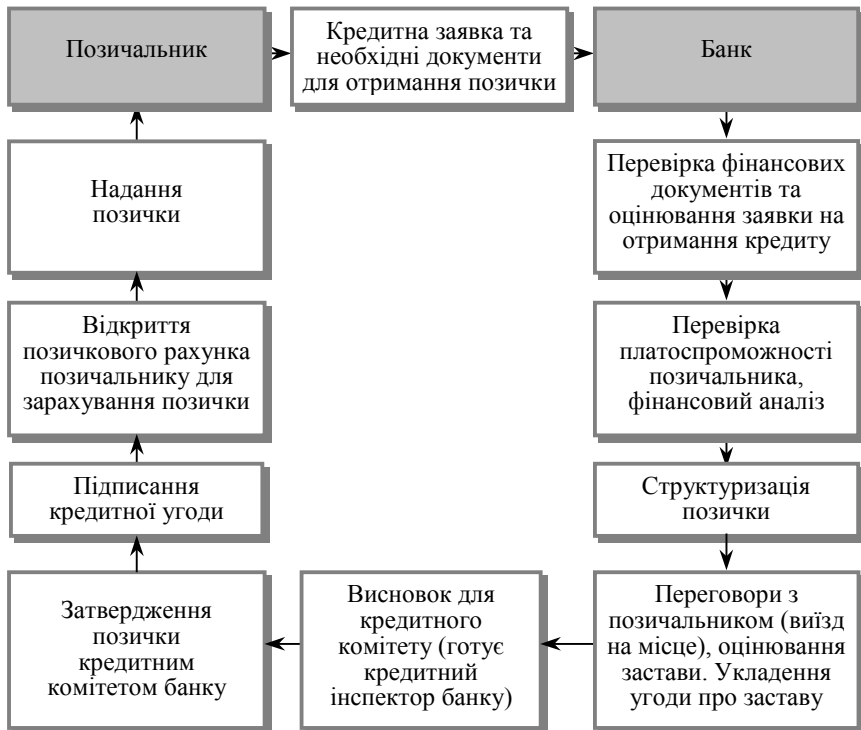 Позичальник
Кредитна заявка та
необхідні документи
для отримання позички
Банк
Надання
позички
Перевірка фінансових
документів та
оцінювання заявки на
отримання кредиту
Відкриття
позичкового рахунка
позичальнику для
зарахування позички
Перевірка
платоспроможності
позичальника,
фінансовий аналіз
Підписання
кредитної угоди
Структуризація
позички
Затвердження
позички
кредитним
комітетом банку
Висновок для
кредитного
комітету (готує
кредитний
інспектор банку)
Переговори з
позичальником (виїзд
на місце), оцінювання
застави. Укладення
угоди про заставу